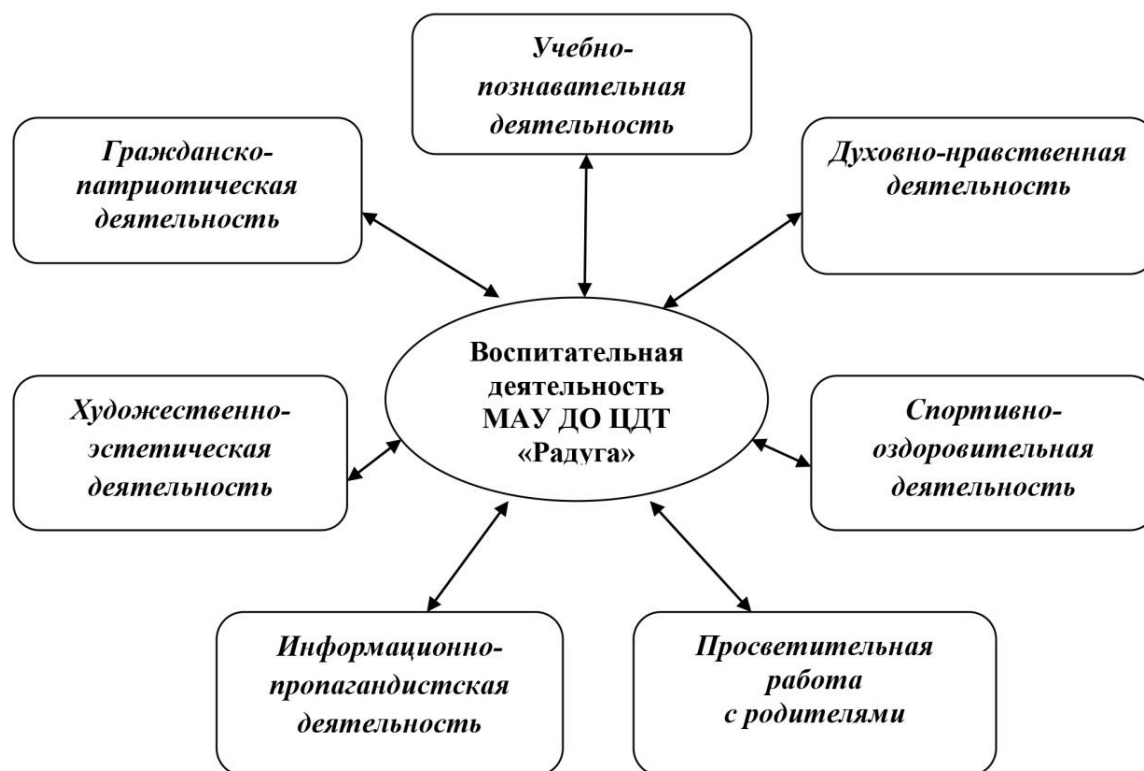 Учебно-
познавательная
деятельность
Гражданско-
патриотическая
деятельность
Духовно-нравственная
деятельность
Воспитательная
деятельность
МАУ ДО ЦДТ
«Радуга»
Художественно-
эстетическая
деятельность
Спортивно-
оздоровительная
деятельность
Информационно-
пропагандистская
деятельность
Просветительная
работа
с родителями